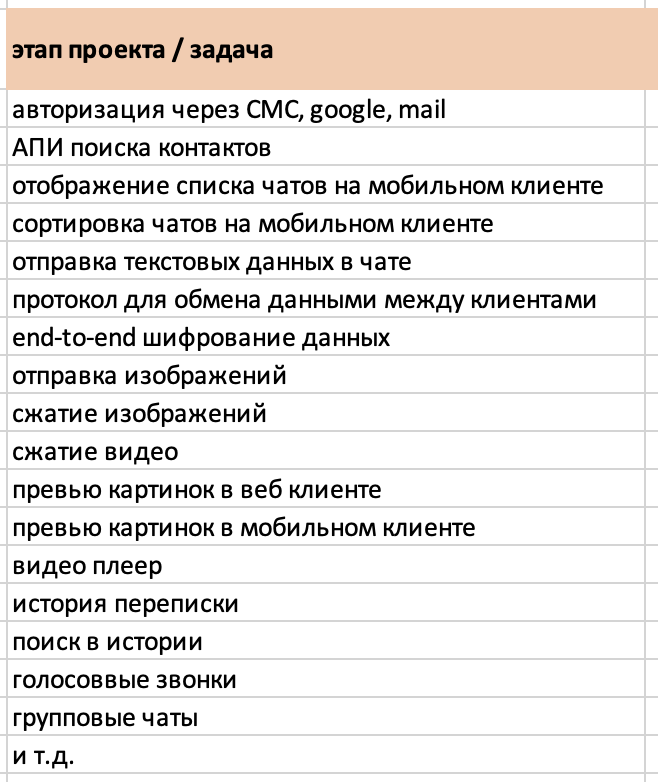 этап проекта / задача
авторизация через СМС, google, mail
АПИ поиска контактов
отображение списка чатов на мобильном клиенте
сортировка чатов на мобильном клиенте
отправка текстовых данных в чате
протокол для обмена данными между клиентами
end-to-end шифрование данных
отправка изображений
сжатие изображений
сжатие видео
превью картинок в веб клиенте
превью картинок в мобильном клиенте
видео плеер
история переписки
поиск в истории
голосоввые звонки
групповые чаты
и т.д.